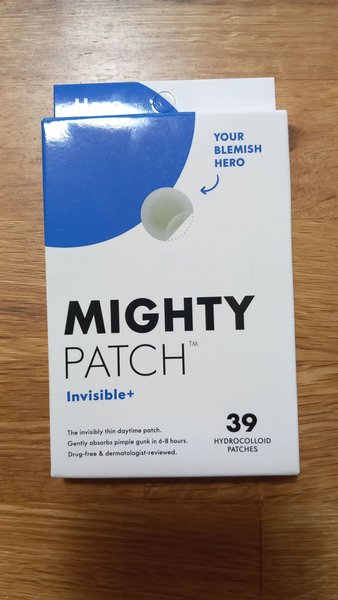 YOUR
BLEMISH
HERO
MIGHTY
PATCH™
Invisible+
The invisibly thin daytime patch.
Gently absorbs pimple gunk in 6-8 hours.
Drug-free & dermatologist-reviewed.
39
HYDROCOLLOID
PATCHES